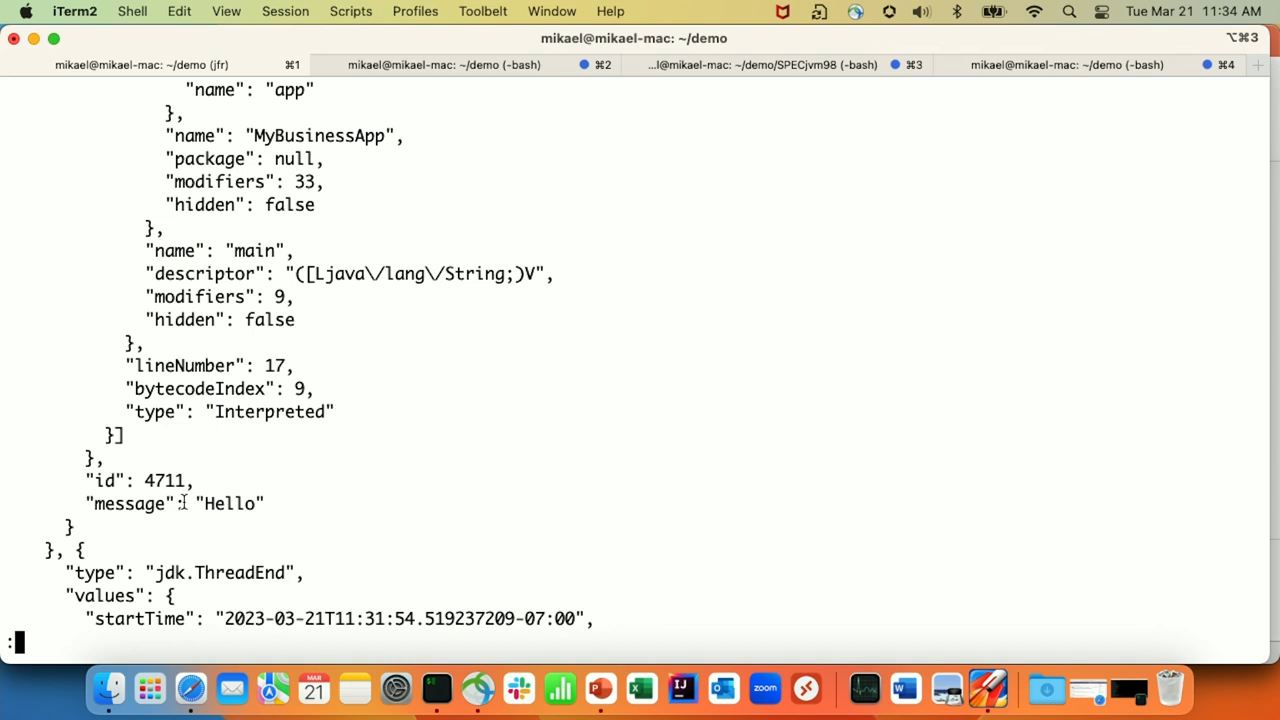 iTerm2 Shell Edit View Session Scripts Profiles Toolbelt Window Help Tue Mar 21 11:34 AM
mikael@mikael-mac: ~/demo ⌥⌘3
mikael@mikael-mac: ~/demo (jfr) ⌘1 mikael@mikael-mac: ~/demo (-bash) ⌘2 ...l@mikael-mac: ~/demo/SPECjvm98 (-bash) ⌘3 mikael@mikael-mac: ~/demo (-bash) ⌘4
"name": "app"
},
"name": "MyBusinessApp",
"package": null,
"modifiers": 33,
"hidden": false
},
"name": "main",
"descriptor": "([Ljava\/lang\/String;)V",
"modifiers": 9,
"hidden": false
},
"lineNumber": 17,
"bytecodeIndex": 9,
"type": "Interpreted"
}]
},
"id": 4711,
"message": "Hello"
}
}, {
"type": "jdk.ThreadEnd",
"values": {
"startTime": "2023-03-21T11:31:54.519237209-07:00",
:
MAR
21
zoom